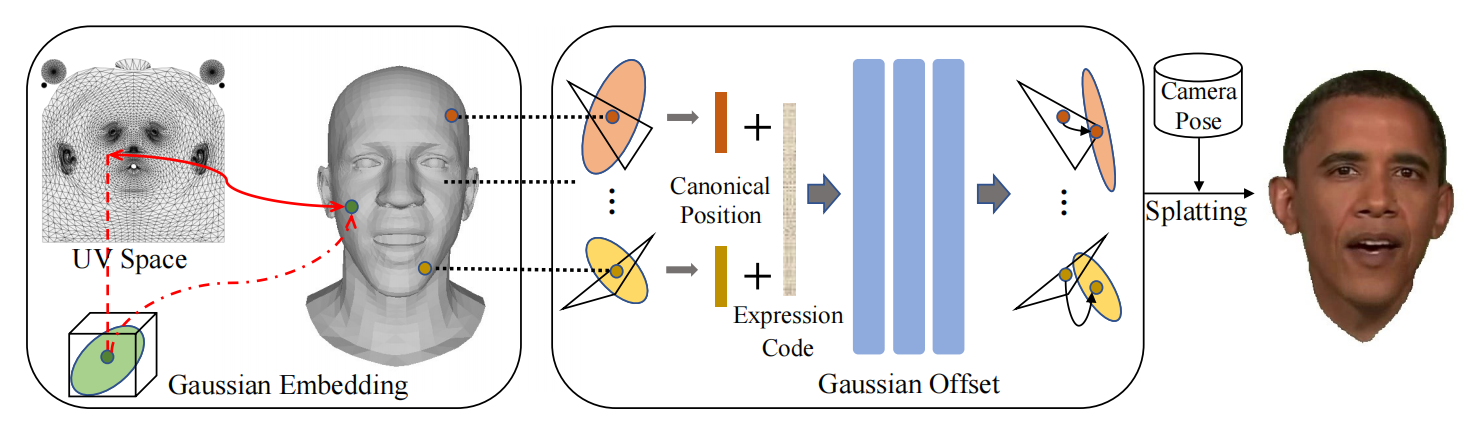 UV Space
Gaussian Embedding
Canonical
Position
Expression
Code
Gaussian Offset
Camera
Pose
Splatting